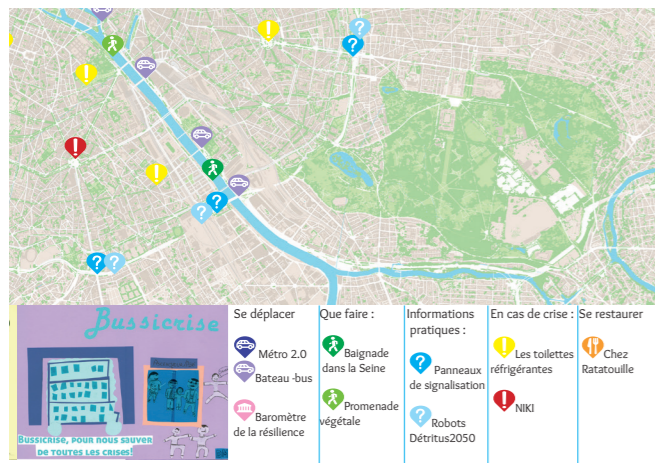 Bussicrise
BUSSICRISE, POUR NOUS SAUVER
DE TOUTES LES CRISES!
Se déplacer
Métro 2.0
Bateau -bus
Baromètre
de la résilience
Que faire :
Baignade
dans la Seine
Promenade
végétale
Informations
pratiques :
Panneaux
de signalisation
Robots
Détritus2050
En cas de crise :
Les toilettes
réfrigérantes
NIKI
Se restaurer
Chez
Ratatouille